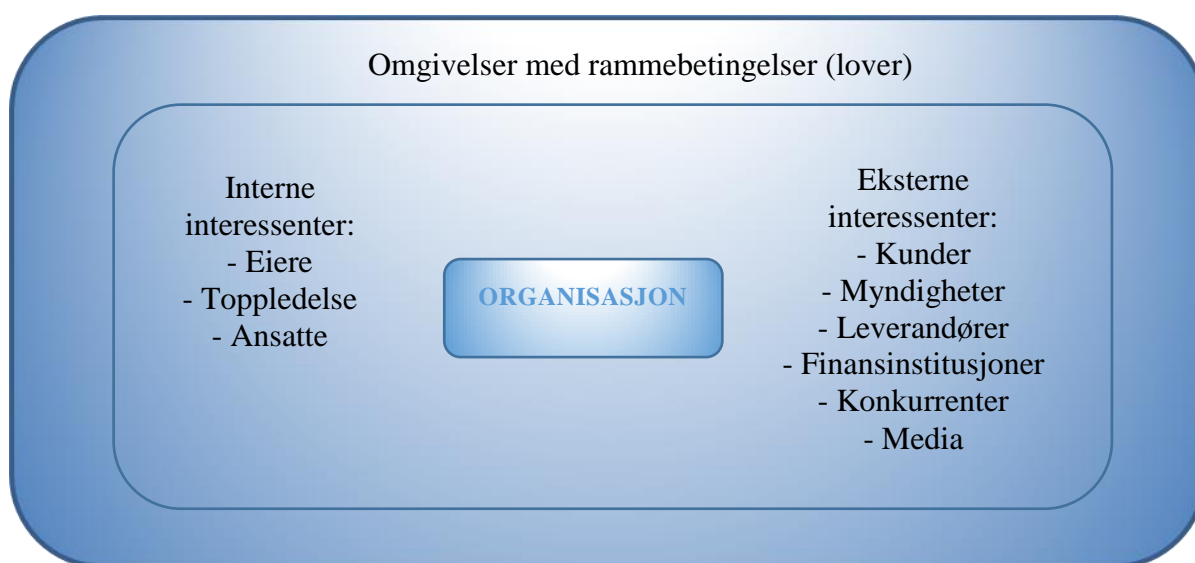 Omgivelser med rammebetingelser (lover)
Interne
interessenter:
- Eiere
- Toppledelse
- Ansatte
ORGANISASJON
Eksterne
interessenter:
- Kunder
- Myndigheter
- Leverandører
- Finansinstitusjoner
- Konkurrenter
- Media